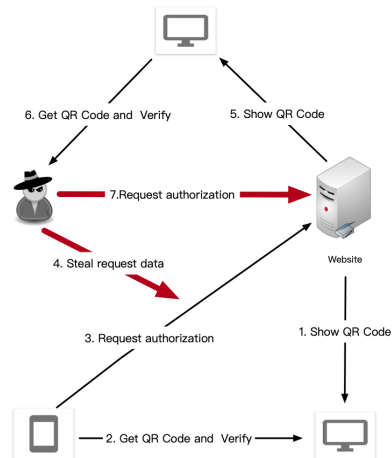 6. Get QR Code and Verify
5. Show QR Code
7.Request authorization
4. Steal request data
Website
3. Request authorization
1. Show QR Code
2. Get QR Code and Verify